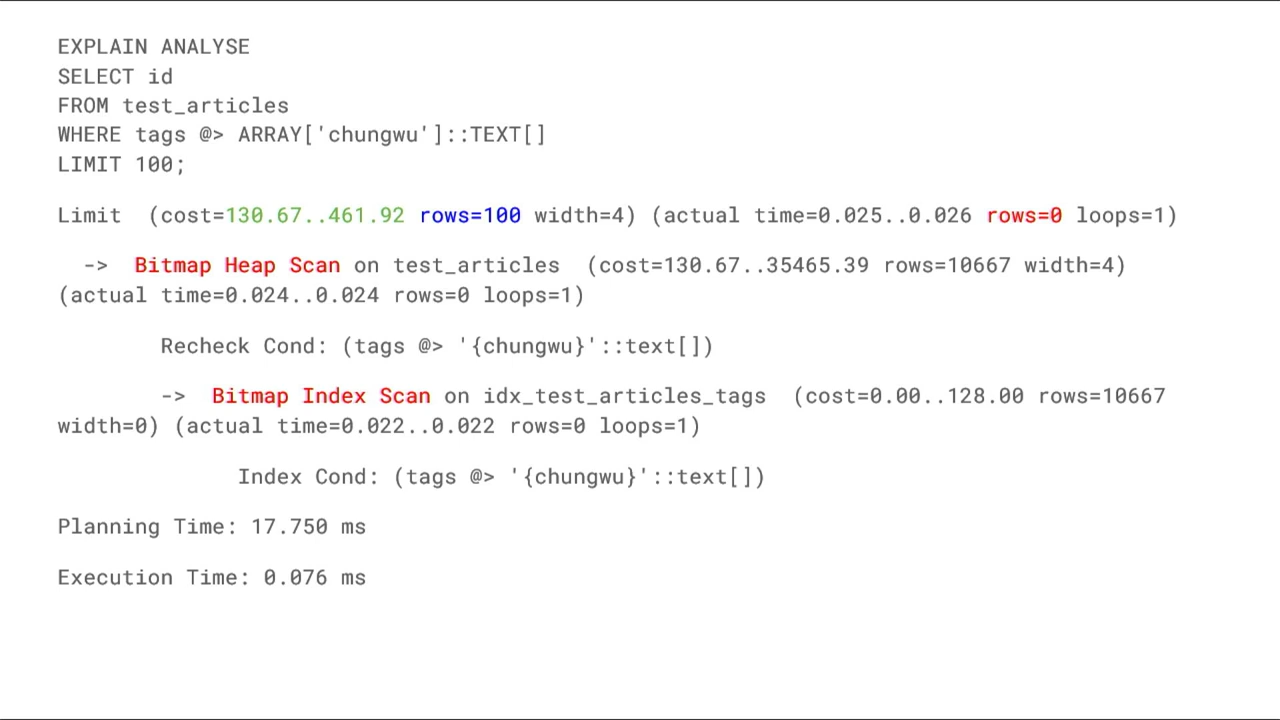 EXPLAIN ANALYSE
SELECT id
FROM test_articles
WHERE tags @> ARRAY['chungwu']::TEXT[]
LIMIT 100;
Limit  (cost=130.67..461.92 rows=100 width=4) (actual time=0.025..0.026 rows=0 loops=1)
  ->  Bitmap Heap Scan on test_articles  (cost=130.67..35465.39 rows=10667 width=4)
(actual time=0.024..0.024 rows=0 loops=1)
        Recheck Cond: (tags @> '{chungwu}'::text[])
        ->  Bitmap Index Scan on idx_test_articles_tags  (cost=0.00..128.00 rows=10667
width=0) (actual time=0.022..0.022 rows=0 loops=1)
              Index Cond: (tags @> '{chungwu}'::text[])
Planning Time: 17.750 ms
Execution Time: 0.076 ms